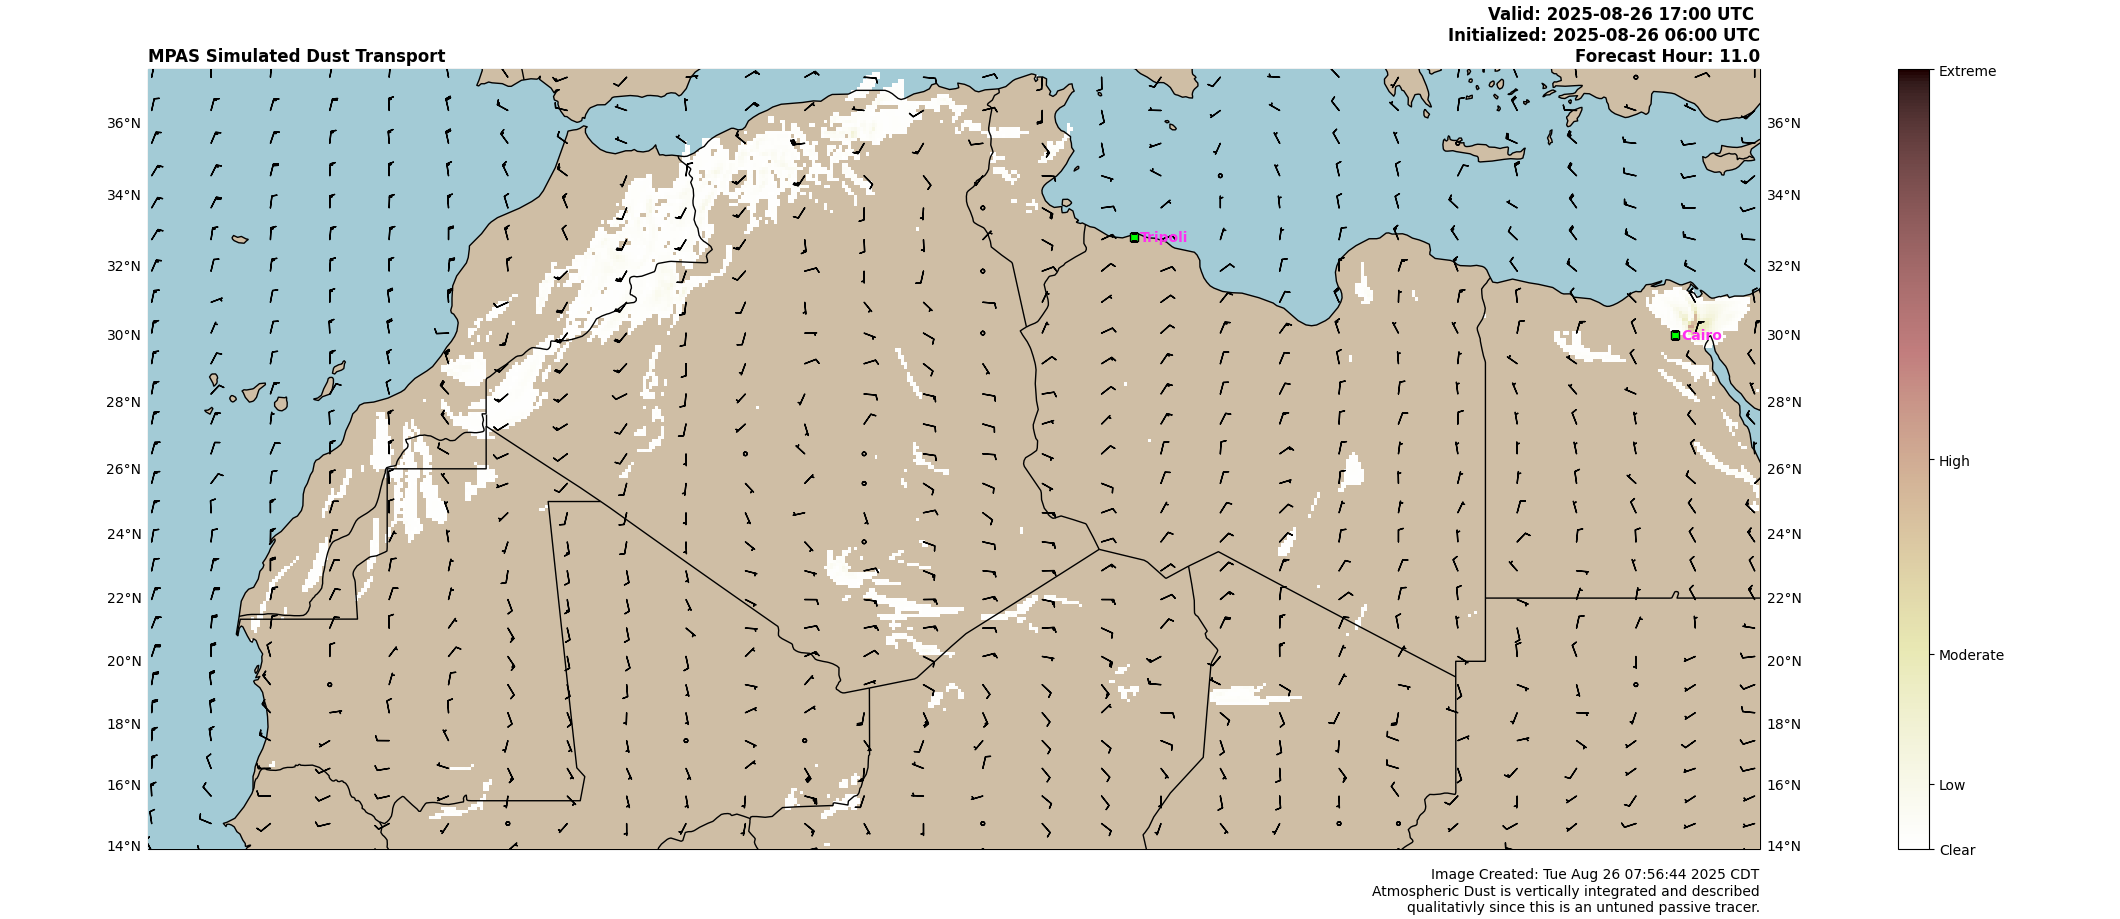 Valid: 2025-08-26 17:00 UTC
Initialized: 2025-08-26 06:00 UTC
MPAS Simulated Dust Transport
Forecast Hour: 11.0
36°N
34°N
32°N
30°N
28°N
26°N
24°N
22°N
20°N
18°N
16°N
14°N
Tripoli
Cairo
36°N
34°N
32°N
30°N
28°N
26°N
24°N
22°N
20°N
18°N
16°N
14°N
Extreme
High
Moderate
Low
Clear
Image Created: Tue Aug 26 07:56:44 2025 CDT
Atmospheric Dust is vertically integrated and described
qualitativly since this is an untuned passive tracer.